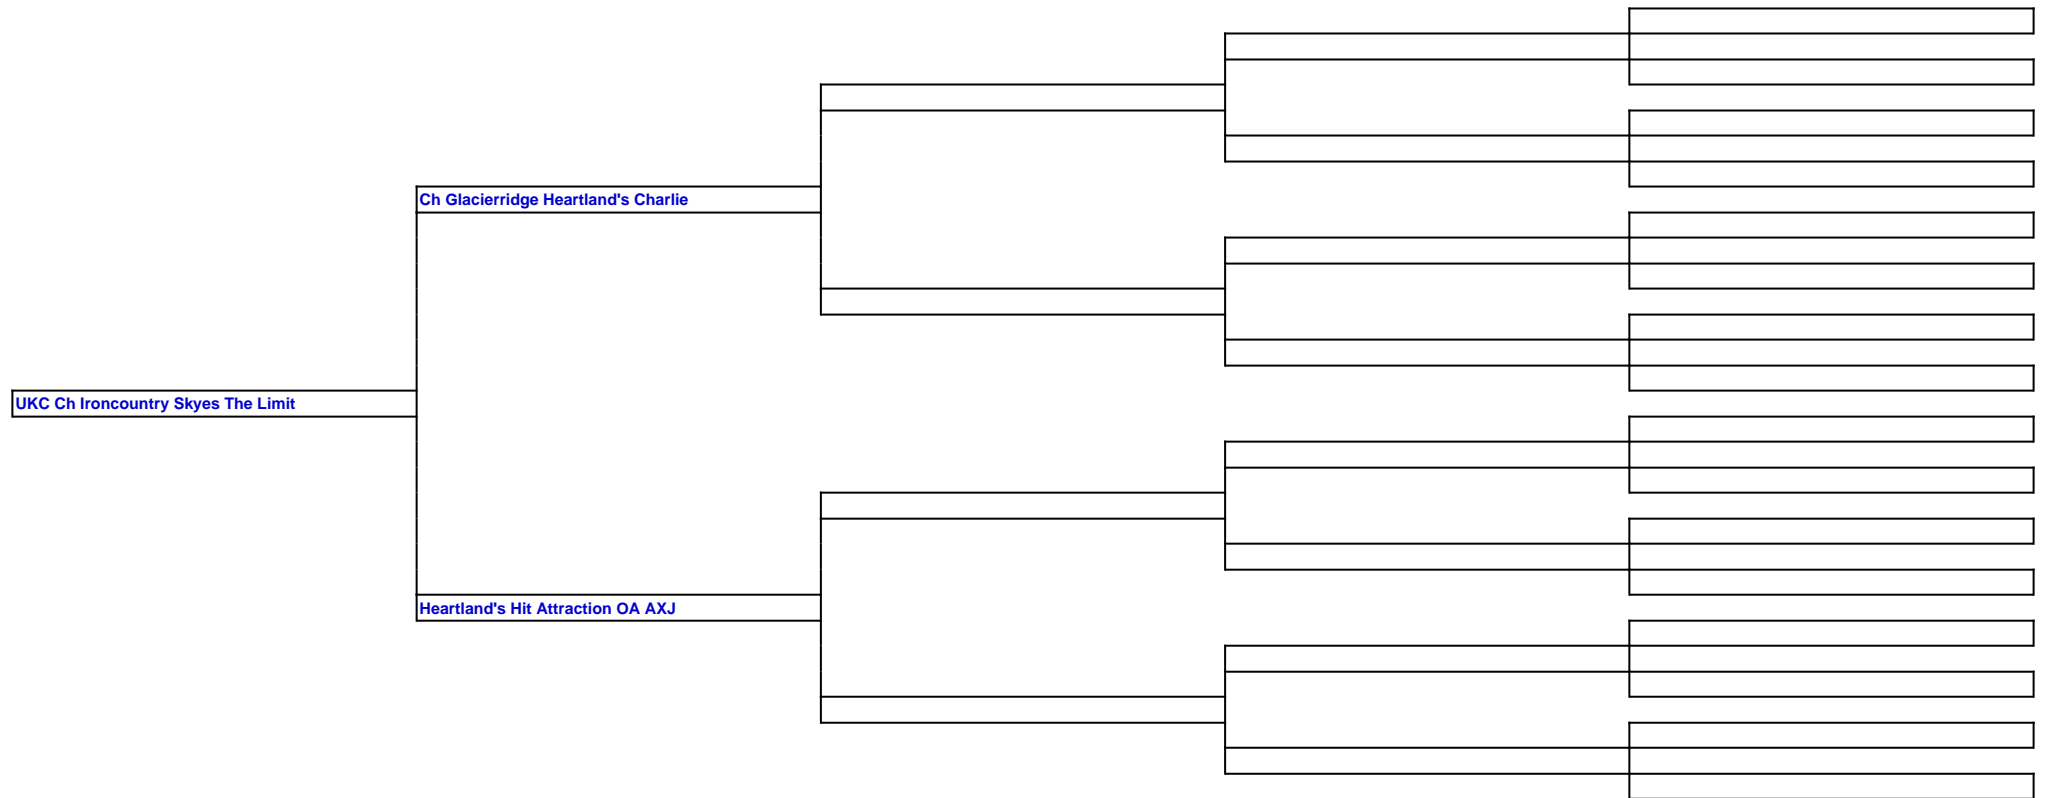 Ch Glacierridge Heartland's Charlie
UKC Ch Ironcountry Skyes The Limit
Heartland's Hit Attraction OA AXJ